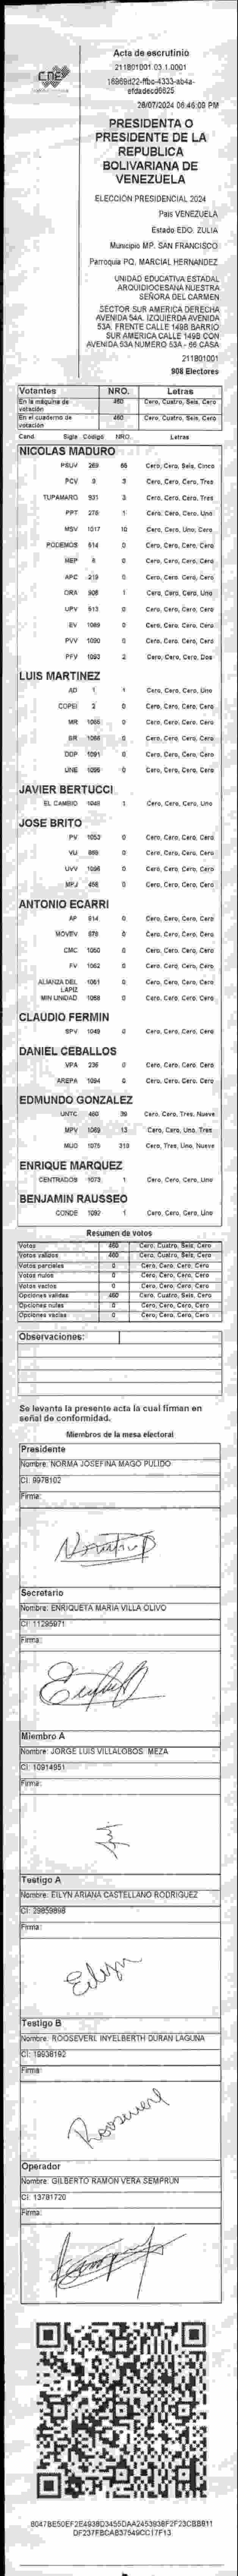 CNE
Acta de escrutinio
211801001.03.1.0001
28/07/2024 06:46:09 PM
PRESIDENTA O
PRESIDENTE DE LA
REPUBLICA
BOLIVARIANA DE
VENEZUELA
ELECCIÓN PRESIDENCIAL 2024
País VENEZUELA
Estado EDO. ZULIA
Municipio MP. SAN FRANCISCO
Parroquia PQ. MARCIAL HERNANDEZ
UNIDAD EDUCATIVA ESTADAL
ARQUIDIOCESANA NUESTRA
SEÑORA DEL CARMEN
SECTOR SUR AMERICA DERECHA
AVENIDA 54A. IZQUIERDA AVENIDA
53A. FRENTE CALLE 149B BARRIO
SUR AMERICA CALLE 149B CON
AVENIDA 53A NUMERO 53A - 66 CASA
211801001
908 Electores
Votantes NRO. Letras
En la máquina de votación 460 Cero, Cuatro, Seis, Cero
En el cuaderno de votación 460 Cero, Cuatro, Seis, Cero
Cand. Sigla Código NRO. Letras
NICOLAS MADURO
PSUV 269 65 Cero, Cero, Seis, Cinco
PCV 9 3 Cero, Cero, Cero, Tres
TUPAMARO 931 3 Cero, Cero, Cero, Tres
PPT 276 1 Cero, Cero, Cero, Uno
MSV 1017 10 Cero, Cero, Uno, Cero
PODEMOS 614 0 Cero, Cero, Cero, Cero
MEP 6 0 Cero, Cero, Cero, Cero
APC 219 0 Cero, Cero, Cero, Cero
ORA 908 1 Cero, Cero, Cero, Uno
UPV 613 0 Cero, Cero, Cero, Cero
EV 1089 0 Cero, Cero, Cero, Cero
PVV 1090 0 Cero, Cero, Cero, Cero
PFV 1093 2 Cero, Cero, Cero, Dos
LUIS MARTINEZ
AD 1 1 Cero, Cero, Cero, Uno
COPEI 2 0 Cero, Cero, Cero, Cero
MR 1065 0 Cero, Cero, Cero, Cero
BR 1066 0 Cero, Cero, Cero, Cero
DDP 1091 0 Cero, Cero, Cero, Cero
UNE 1095 0 Cero, Cero, Cero, Cero
JAVIER BERTUCCI
EL CAMBIO 1048 1 Cero, Cero, Cero, Uno
JOSE BRITO
PV 1053 0 Cero, Cero, Cero, Cero
VU 0 Cero, Cero, Cero, Cero
UVV 1096 0 Cero, Cero, Cero, Cero
MPJ 458 0 Cero, Cero, Cero, Cero
ANTONIO ECARRI
AP 0 Cero, Cero, Cero, Cero
MOVEV 0 Cero, Cero, Cero, Cero
CMC 1050 0 Cero, Cero, Cero, Cero
FV 1062 0 Cero, Cero, Cero, Cero
ALIANZA DEL LAPIZ 1081 0 Cero, Cero, Cero, Cero
MIN UNIDAD 1068 0 Cero, Cero, Cero, Cero
CLAUDIO FERMIN
SPV 1049 0 Cero, Cero, Cero, Cero
DANIEL CEBALLOS
VPA 236 0 Cero, Cero, Cero, Cero
AREPA 1094 0 Cero, Cero, Cero, Cero
EDMUNDO GONZALEZ
UNTC 460 39 Cero, Cero, Tres, Nueve
MPV 1069 13 Cero, Cero, Uno, Tres
MUD 1075 319 Cero, Tres, Uno, Nueve
ENRIQUE MARQUEZ
CENTRADOS 1073 1 Cero, Cero, Cero, Uno
BENJAMIN RAUSSEO
CONDE 1092 1 Cero, Cero, Cero, Uno
Resumen de votos
Votos 460 Cero, Cuatro, Seis, Cero
Votos válidos 460 Cero, Cuatro, Seis, Cero
Votos parciales 0 Cero, Cero, Cero, Cero
Votos nulos 0 Cero, Cero, Cero, Cero
Votos vacíos 0 Cero, Cero, Cero, Cero
Opciones válidas 460 Cero, Cuatro, Seis, Cero
Opciones nulas 0 Cero, Cero, Cero, Cero
Opciones vacías 0 Cero, Cero, Cero, Cero
Observaciones:
Se levanta la presente acta la cual firman en
señal de conformidad.
Miembros de la mesa electoral
Presidente
Nombre: NORMA JOSEFINA MAGO PULIDO
CI: 9978102
Firma:
Secretario
Nombre: ENRIQUETA MARIA VILLA OLIVO
CI: 11295971
Firma:
Miembro A
Nombre: JORGE LUIS VILLALOBOS MEZA
CI: 10914951
Firma:
Testigo A
Nombre: EILYN ARIANA CASTELLANO RODRIGUEZ
CI: 29859898
Firma:
Eilyn
Testigo B
Nombre: ROOSEVERL INYELBERTH DURAN LAGUNA
CI: 19938192
Firma:
Rooseverl
Operador
Nombre: GILBERTO RAMON VERA SEMPRUN
CI: 13781720
Firma: